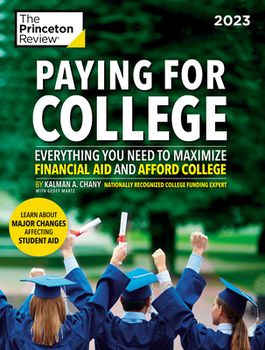 The
Princeton
Review®
2023
PAYING FOR
COLLEGE
EVERYTHING YOU NEED TO MAXIMIZE
FINANCIAL AID AND AFFORD COLLEGE
BY KALMAN A. CHANY NATIONALLY RECOGNIZED COLLEGE FUNDING EXPERT
WITH GEOFF MARTZ
LEARN ABOUT
MAJOR CHANGES
AFFECTING
STUDENT AID